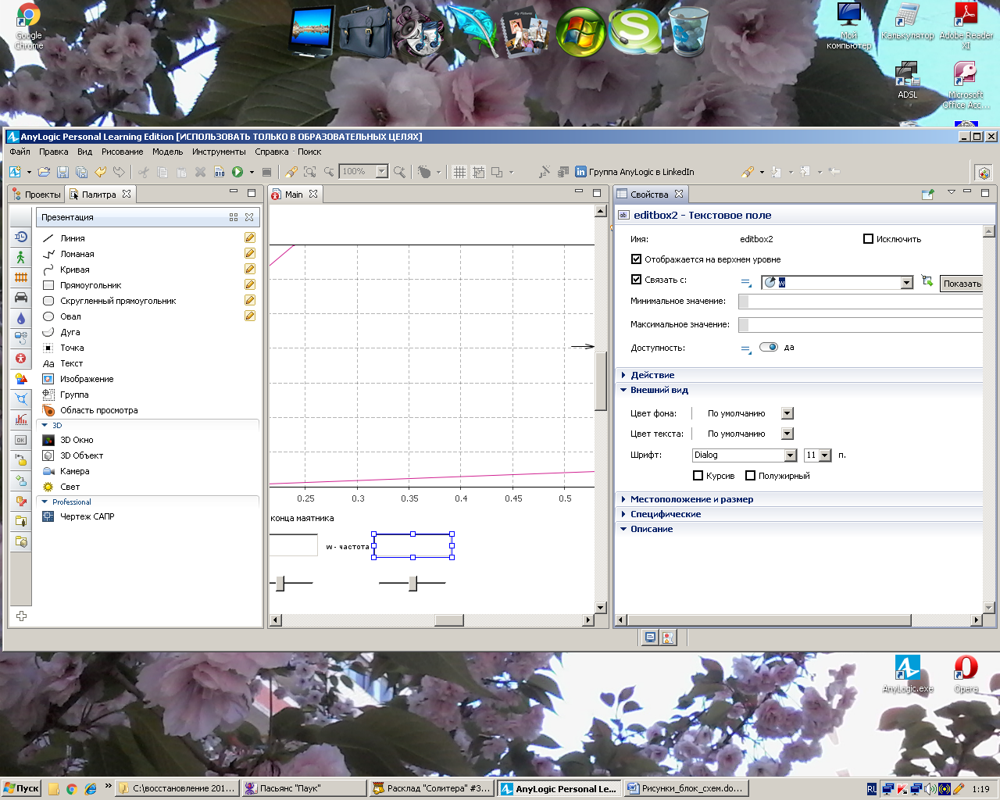 Google Chrome
Мой компьютер
Калькулятор
Adobe Reader XI
ADSL
Microsoft Office Acc...
AnyLogic Personal Learning Edition [ИСПОЛЬЗОВАТЬ ТОЛЬКО В ОБРАЗОВАТЕЛЬНЫХ ЦЕЛЯХ]
Файл Правка Вид Рисование Модель Инструменты Справка Поиск
100%
Группа AnyLogic в LinkedIn
Проекты
Палитра
Презентация
Линия
Ломаная
Кривая
Прямоугольник
Скругленный прямоугольник
Овал
Дуга
Точка
Aa Текст
Изображение
Группа
Область просмотра
3D
3D Окно
3D Объект
Камера
Свет
Professional
Чертеж САПР
OK
Main
0.25 0.3 0.35 0.4 0.45 0.5
конца маятника
w - частота
Свойства
editbox2 - Текстовое поле
Имя: editbox2 Исключить
Отображается на верхнем уровне
Связать с: w Показать
Минимальное значение:
Максимальное значение:
Доступность: да
Действие
Внешний вид
Цвет фона: По умолчанию
Цвет текста: По умолчанию
Шрифт: Dialog 11 п.
Курсив Полужирный
Местоположение и размер
Специфические
Описание
AnyLogic.exe
Opera
Пуск
»
C:\восстановление 201...
Пасьянс "Паук"
Расклад "Солитера" #3...
AnyLogic Personal Le...
Рисунки_блок_схем.do...
RU
1:19